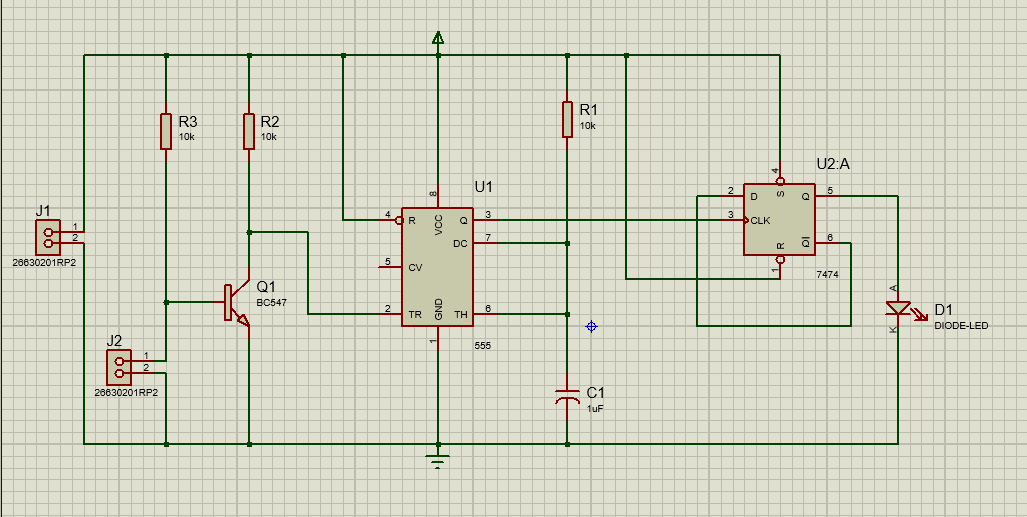 R3
10k
R2
10k
R1
10k
J1
1
2
26630201RP2
J2
1
2
26630201RP2
Q1
BC547
U1
8
VCC
4
R
Q
3
DC
7
5
CV
2
TR
GND
TH
6
1
555
C1
1uF
U2:A
4
S
2
D
Q
5
3
CLK
R
Q!
6
1
7474
A
D1
K
DIODE-LED